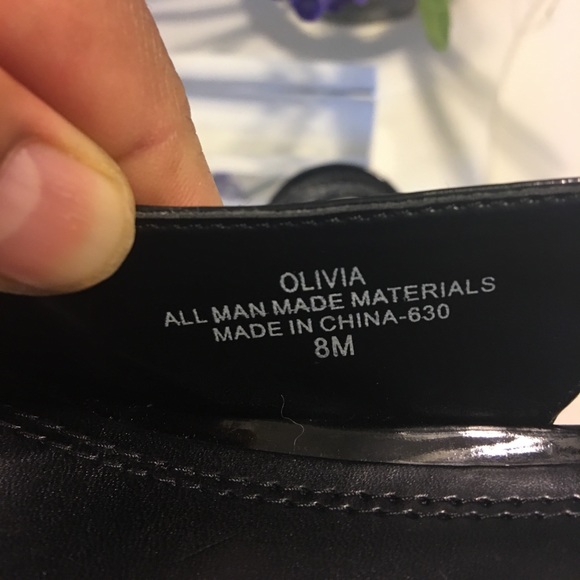 OLIVIA
ALL MAN MADE MATERIALS
MADE IN CHINA-630
8M